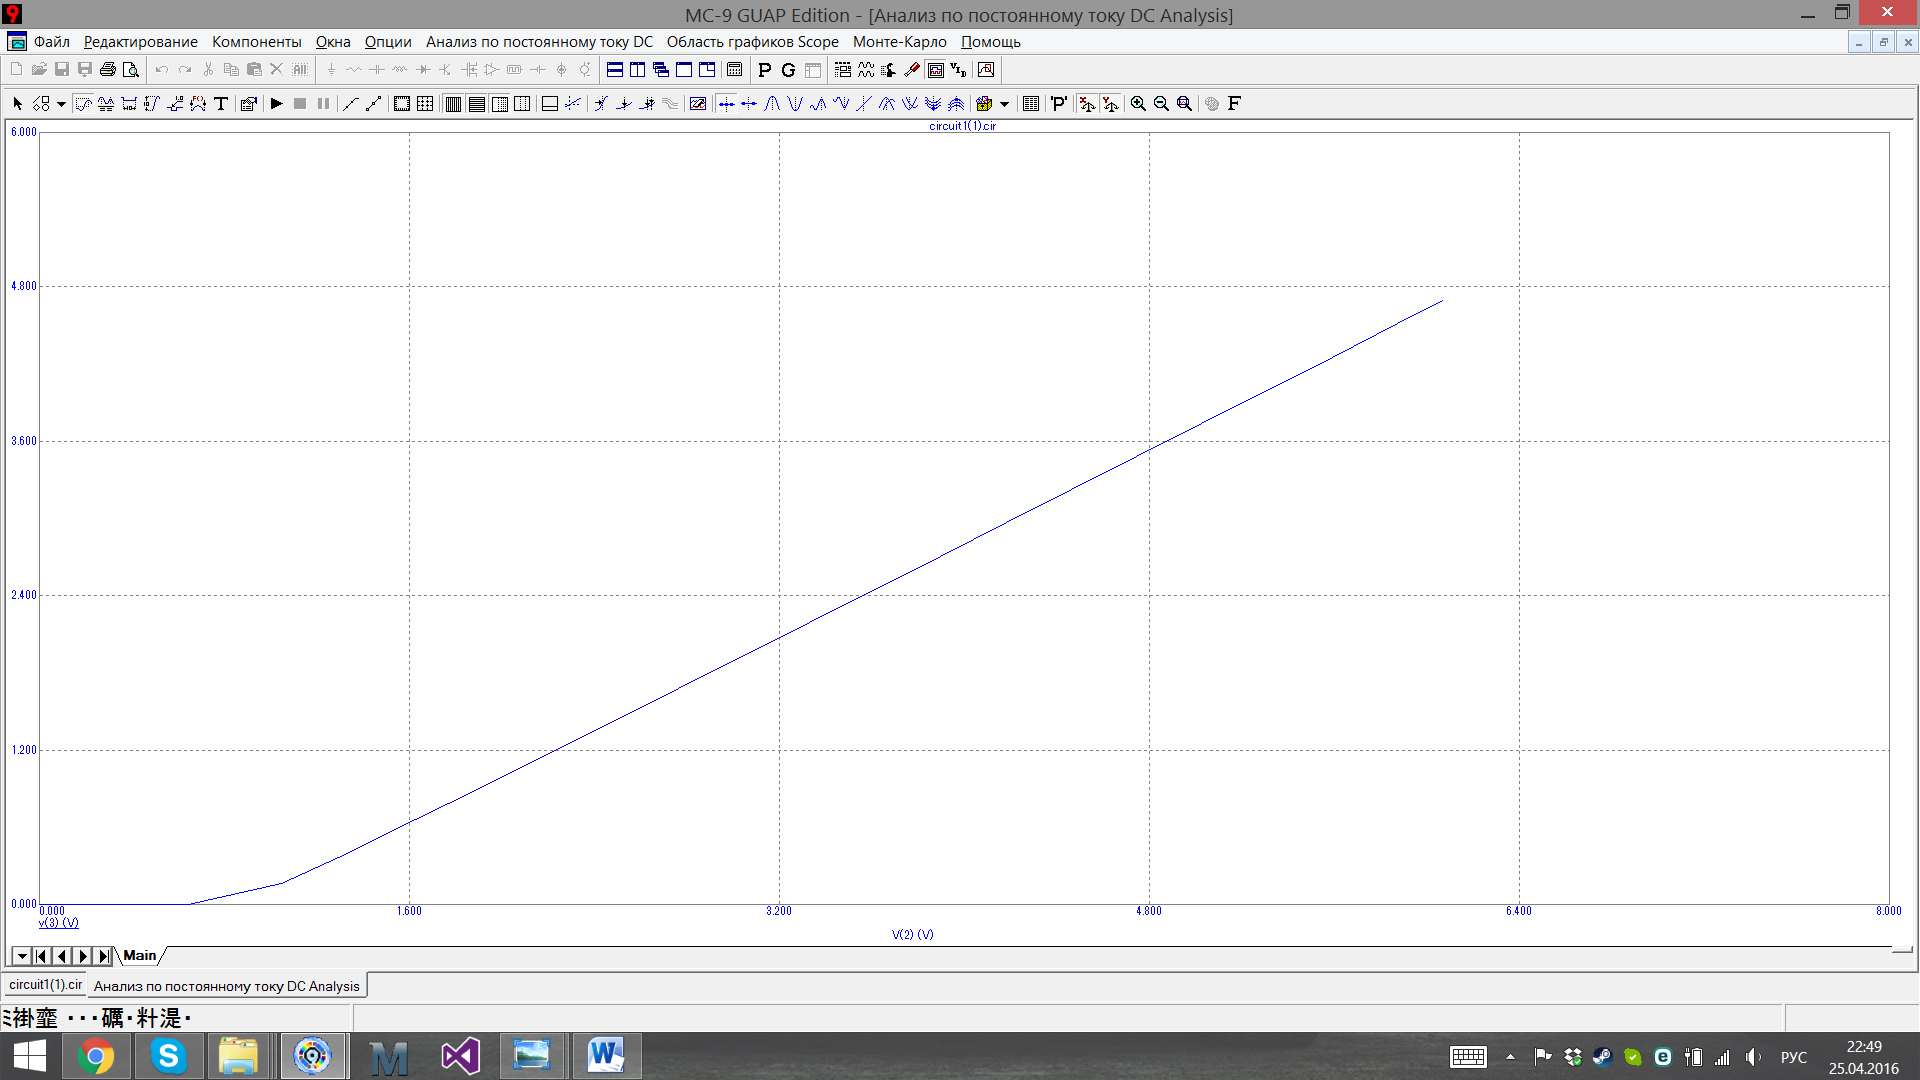 MC-9 GUAP Edition - [Анализ по постоянному току DC Analysis]
Файл Редактирование Компоненты Окна Опции Анализ по постоянному току DC Область графиков Scope Монте-Карло Помощь
P G
T 'P' F
circuit1(1).cir
6.000
4.800
3.600
2.400
1.200
0.000
0.000 1.600 3.200 4.800 6.400 8.000
v(3) (V)
V(2) (V)
Main
circuit1(1).cir Анализ по постоянному току DC Analysis
РУС
22:49
25.04.2016